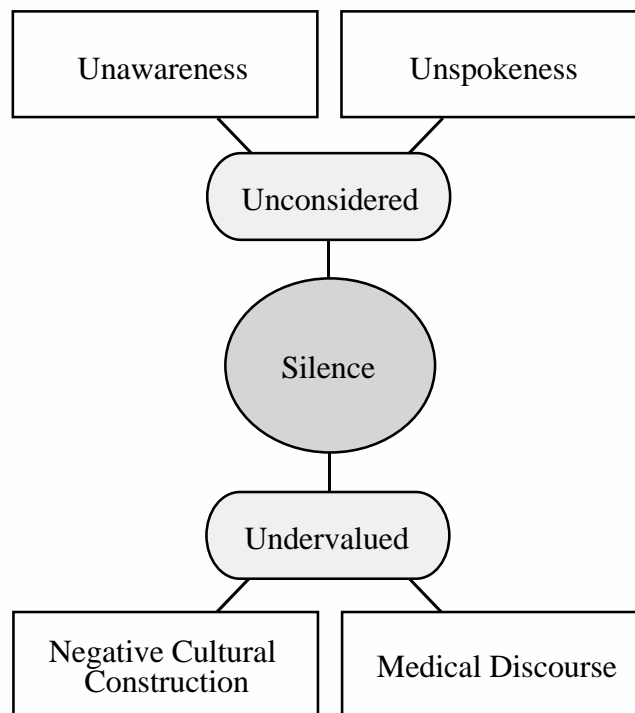 Unawareness
Unspokeness
Unconsidered
Silence
Undervalued
Negative Cultural
Construction
Medical Discourse